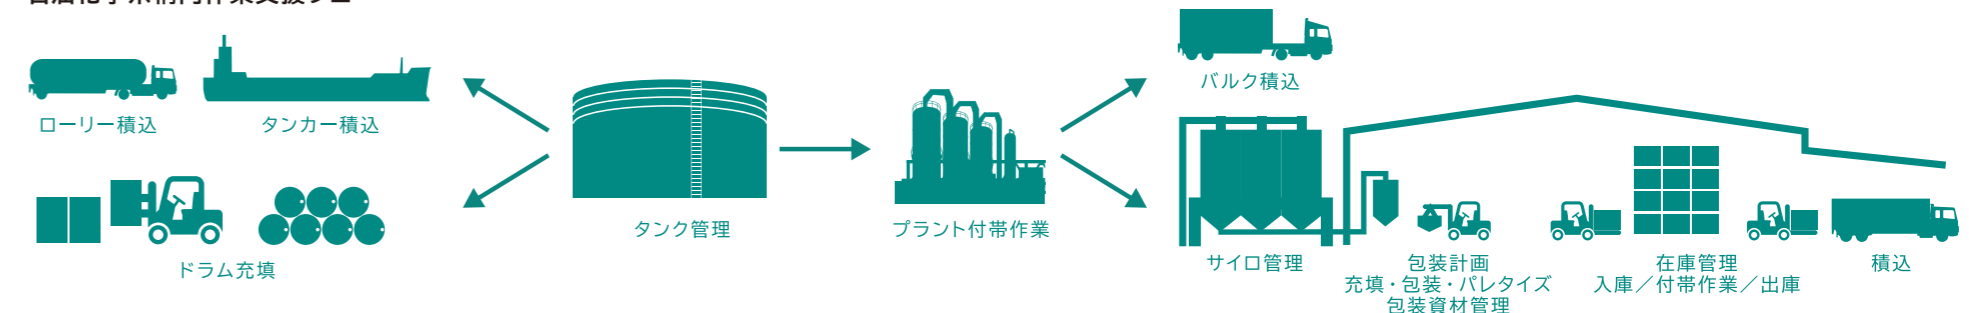 ローリー積込
タンカー積込
ドラム充填
タンク管理
プラント付帯作業
バルク積込
サイロ管理
包装計画
充填・包装・パレタイズ
包装資材管理
在庫管理
入庫／付帯作業／出庫
積込